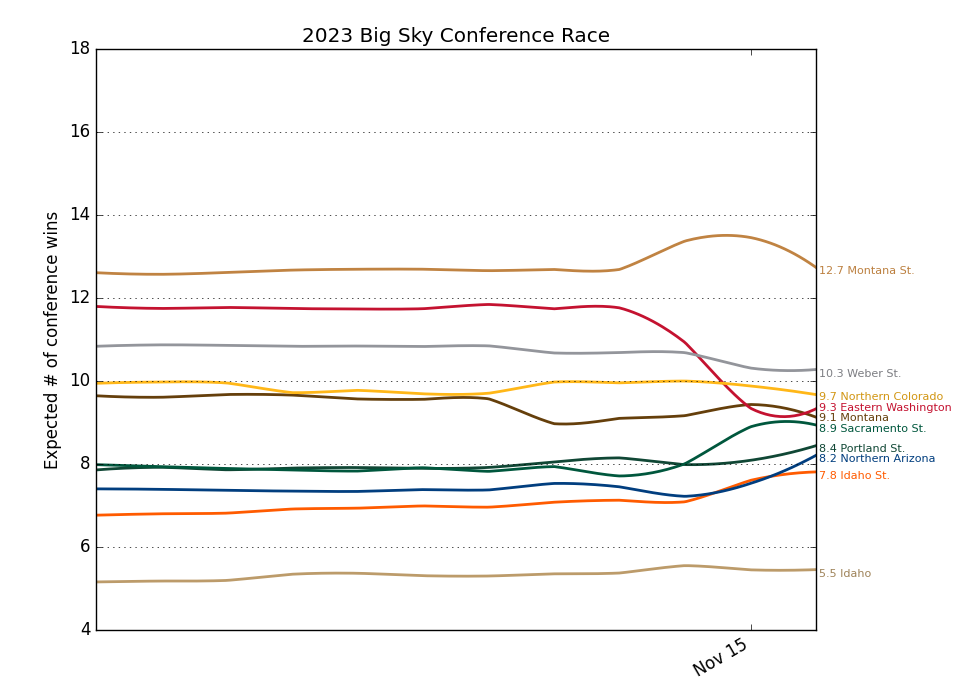 2023 Big Sky Conference Race
Expected # of conference wins
18
16
14
12
10
8
6
4
12.7 Montana St.
10.3 Weber St.
9.7 Northern Colorado
9.3 Eastern Washington
9.1 Montana
8.9 Sacramento St.
8.4 Portland St.
8.2 Northern Arizona
7.8 Idaho St.
5.5 Idaho
Nov 15